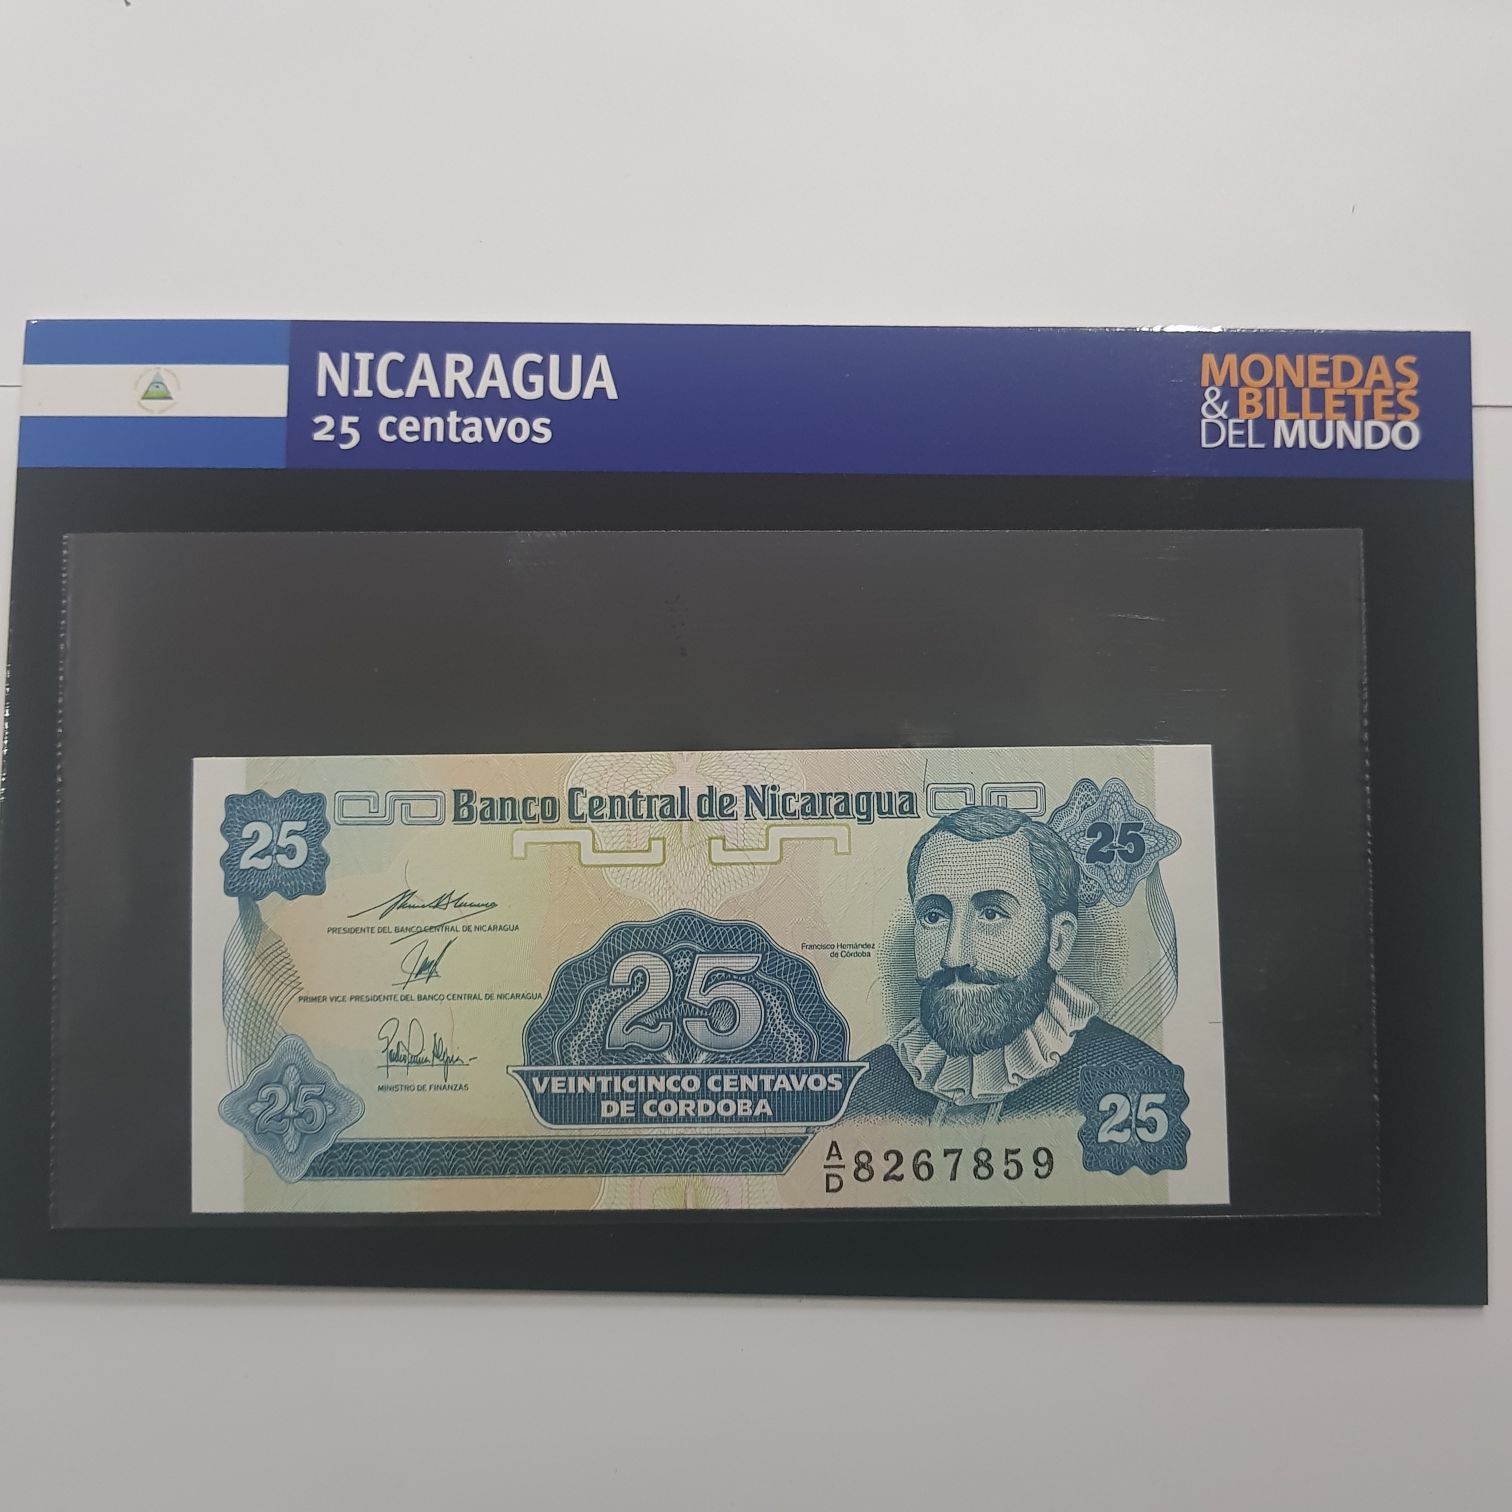 NICARAGUA
25 centavos
MONEDAS
& BILLETES
DEL MUNDO
Banco Central de Nicaragua
25
25
PRESIDENTE DEL BANCO CENTRAL DE NICARAGUA
Francisco Hernández
de Córdoba
PRIMER VICE PRESIDENTE DEL BANCO CENTRAL DE NICARAGUA
25
MINISTRO DE FINANZAS
VEINTICINCO CENTAVOS
DE CORDOBA
25
25
A/D 8267859